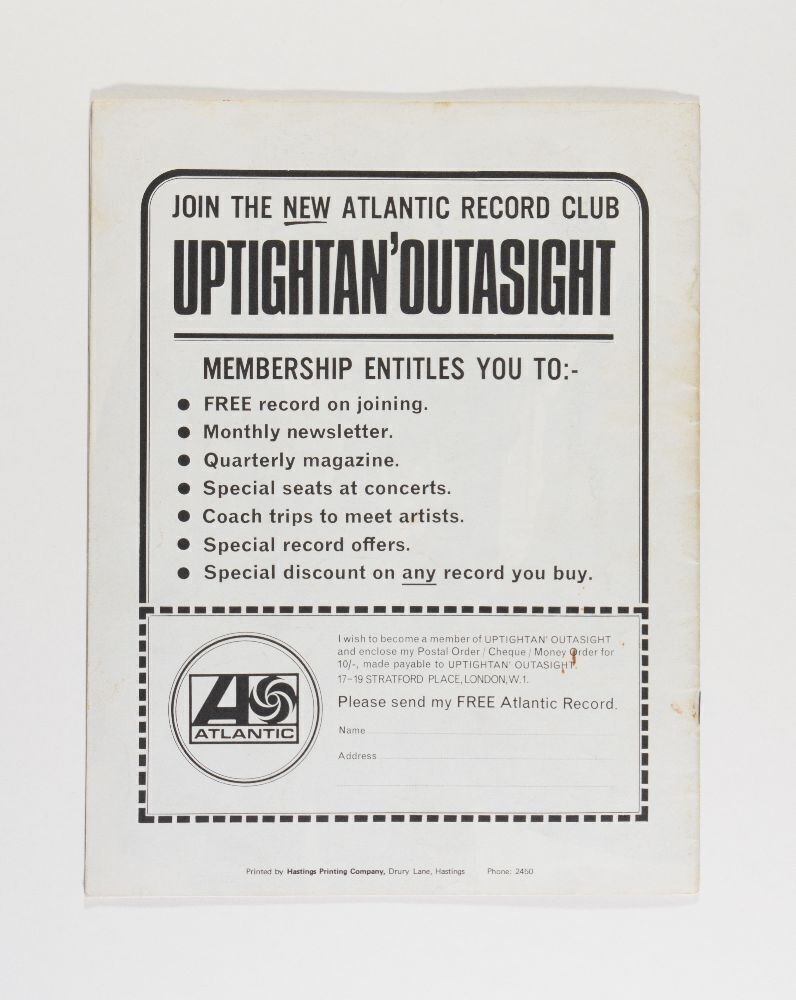 JOIN THE NEW ATLANTIC RECORD CLUB
UPTIGHTAN'OUTASIGHT
MEMBERSHIP ENTITLES YOU TO:-
● FREE record on joining.
● Monthly newsletter.
● Quarterly magazine.
● Special seats at concerts.
● Coach trips to meet artists.
● Special record offers.
● Special discount on any record you buy.
I wish to become a member of UPTIGHTAN' OUTASIGHT
and enclose my Postal Order / Cheque / Money Order for
10/-, made payable to UPTIGHTAN' OUTASIGHT.
17-19 STRATFORD PLACE, LONDON, W.1.
Please send my FREE Atlantic Record.
Name
Address
ATLANTIC
Printed by Hastings Printing Company, Drury Lane, Hastings Phone: 2450